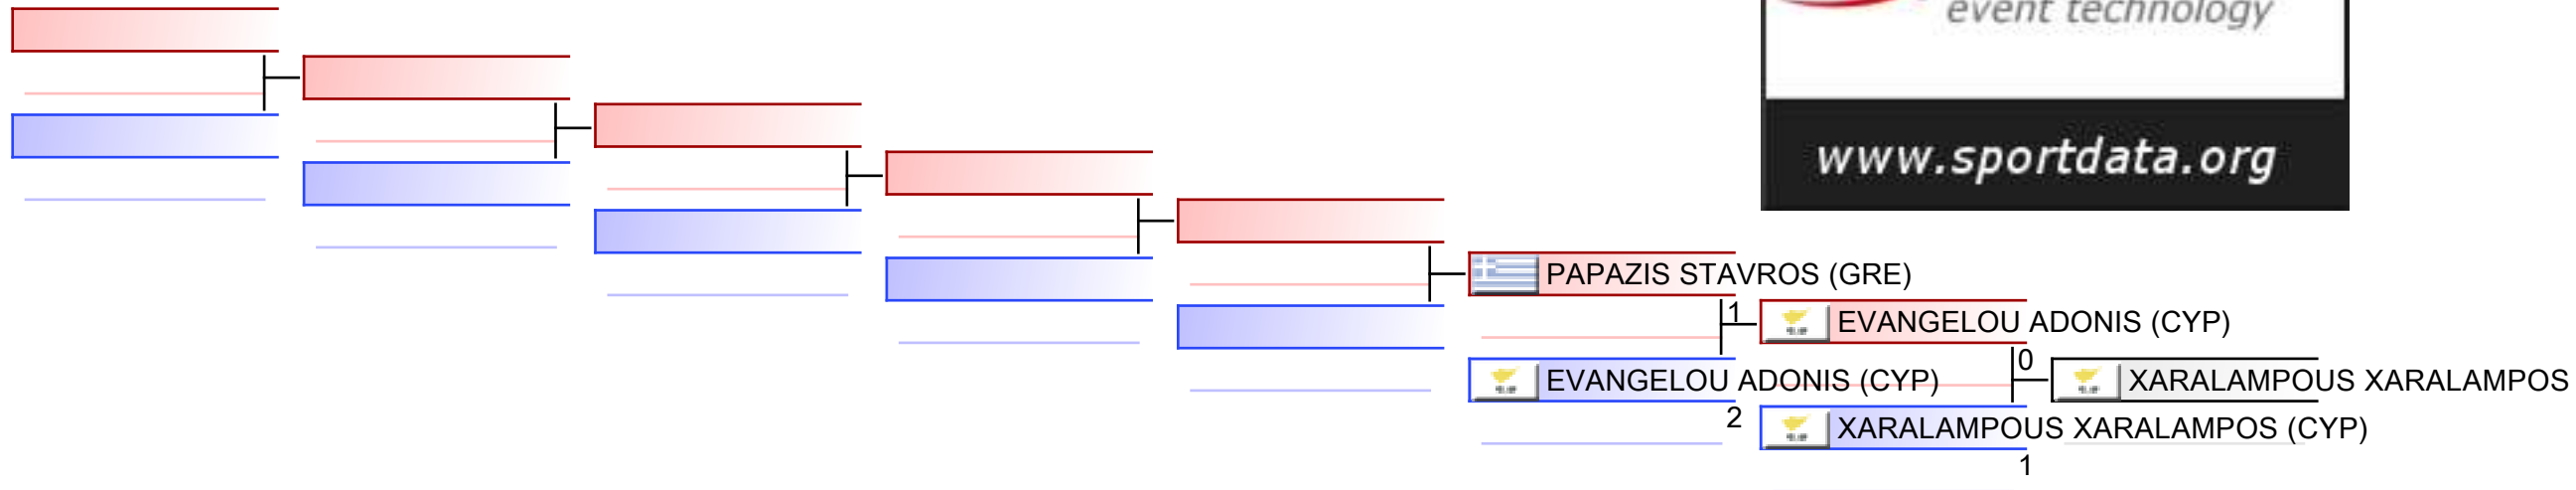 event technology
www.sportdata.org
PAPAZIS STAVROS (GRE)
1
EVANGELOU ADONIS (CYP)
0
EVANGELOU ADONIS (CYP)
XARALAMPOUS XARALAMPOS
2
XARALAMPOUS XARALAMPOS (CYP)
1